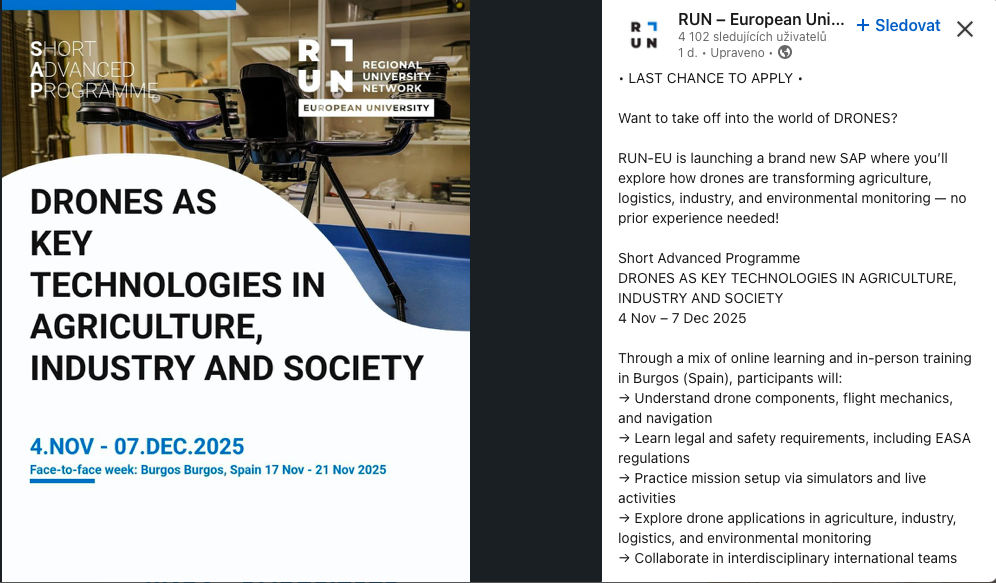 SHORT
ADVANCED
PROGRAMME
R
UN
REGIONAL
UNIVERSITY
NETWORK
EUROPEAN UNIVERSITY
DRONES AS
KEY
TECHNOLOGIES IN
AGRICULTURE,
INDUSTRY AND SOCIETY
4.NOV - 07.DEC.2025
Face-to-face week: Burgos Burgos, Spain 17 Nov - 21 Nov 2025
R
UN
RUN – European Uni...
+ Sledovat
4 102 sledujících uživatelů
1 d. • Upraveno •
• LAST CHANCE TO APPLY •
Want to take off into the world of DRONES?
RUN-EU is launching a brand new SAP where you’ll
explore how drones are transforming agriculture,
logistics, industry, and environmental monitoring — no
prior experience needed!
Short Advanced Programme
DRONES AS KEY TECHNOLOGIES IN AGRICULTURE,
INDUSTRY AND SOCIETY
4 Nov – 7 Dec 2025
Through a mix of online learning and in-person training
in Burgos (Spain), participants will:
→ Understand drone components, flight mechanics,
and navigation
→ Learn legal and safety requirements, including EASA
regulations
→ Practice mission setup via simulators and live
activities
→ Explore drone applications in agriculture, industry,
logistics, and environmental monitoring
→ Collaborate in interdisciplinary international teams